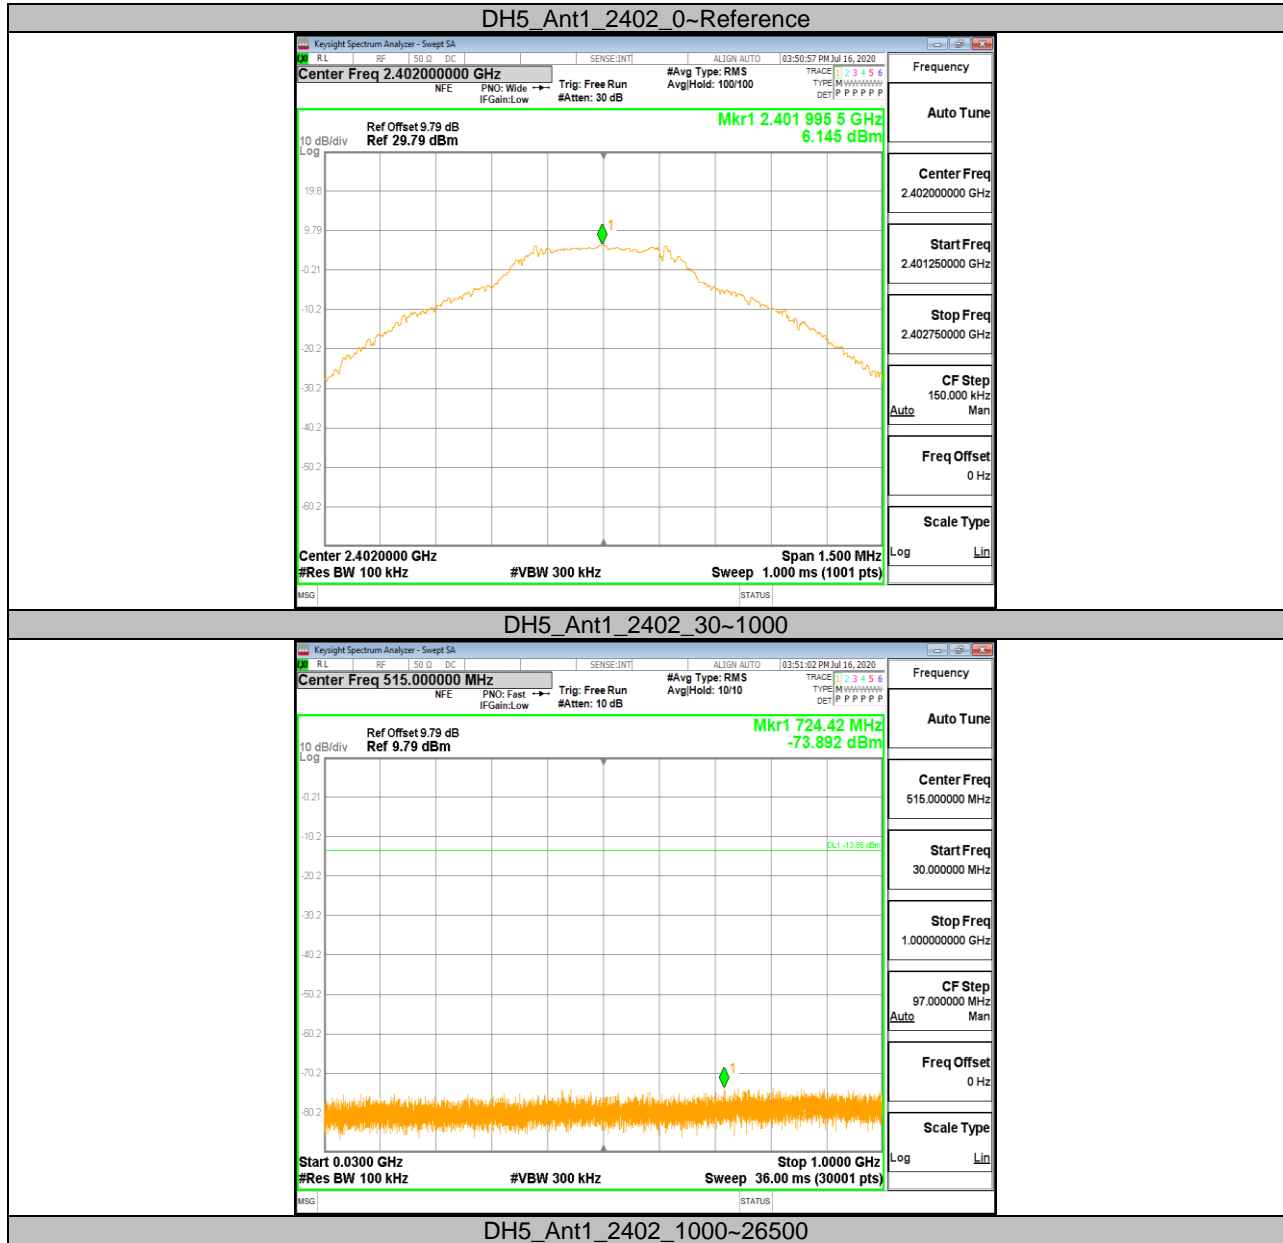 DH5_Ant1_2402_0~Reference
Keysight Spectrum Analyzer - Swept SA
RL RF 50 Ω DC SENSE:INT ALIGN AUTO 03:50:57 PM Jul 16, 2020
Center Freq 2.402000000 GHz
NFE PNO: Wide Trig: Free Run #Avg Type: RMS TRACE 1 2 3 4 5 6
IFGain:Low #Atten: 30 dB Avg|Hold: 100/100 TYPE M WWWWW
DET P P P P P P
Frequency
Auto Tune
Mkr1 2.401 995 5 GHz
6.145 dBm
Ref Offset 9.79 dB
10 dB/div Ref 29.79 dBm
Log
19.8
9.79
-0.21
-10.2
-20.2
-30.2
-40.2
-50.2
-60.2
1
Center Freq
2.402000000 GHz
Start Freq
2.401250000 GHz
Stop Freq
2.402750000 GHz
CF Step
150.000 kHz
Auto Man
Freq Offset
0 Hz
Scale Type
Log Lin
Center 2.4020000 GHz Span 1.500 MHz
#Res BW 100 kHz #VBW 300 kHz Sweep 1.000 ms (1001 pts)
MSG STATUS
DH5_Ant1_2402_30~1000
Keysight Spectrum Analyzer - Swept SA
RL RF 50 Ω DC SENSE:INT ALIGN AUTO 03:51:02 PM Jul 16, 2020
Center Freq 515.000000 MHz
NFE PNO: Fast Trig: Free Run #Avg Type: RMS TRACE 1 2 3 4 5 6
IFGain:Low #Atten: 10 dB Avg|Hold: 10/10 TYPE M WWWWW
DET P P P P P P
Frequency
Auto Tune
Mkr1 724.42 MHz
-73.892 dBm
Ref Offset 9.79 dB
10 dB/div Ref 9.79 dBm
Log
-0.21
-10.2
-20.2
-30.2
-40.2
-50.2
-60.2
-70.2
-80.2
DL1 -13.86 dBm
1
Center Freq
515.000000 MHz
Start Freq
30.000000 MHz
Stop Freq
1.000000000 GHz
CF Step
97.000000 MHz
Auto Man
Freq Offset
0 Hz
Scale Type
Log Lin
Start 0.0300 GHz Stop 1.0000 GHz
#Res BW 100 kHz #VBW 300 kHz Sweep 36.00 ms (30001 pts)
MSG STATUS
DH5_Ant1_2402_1000~26500